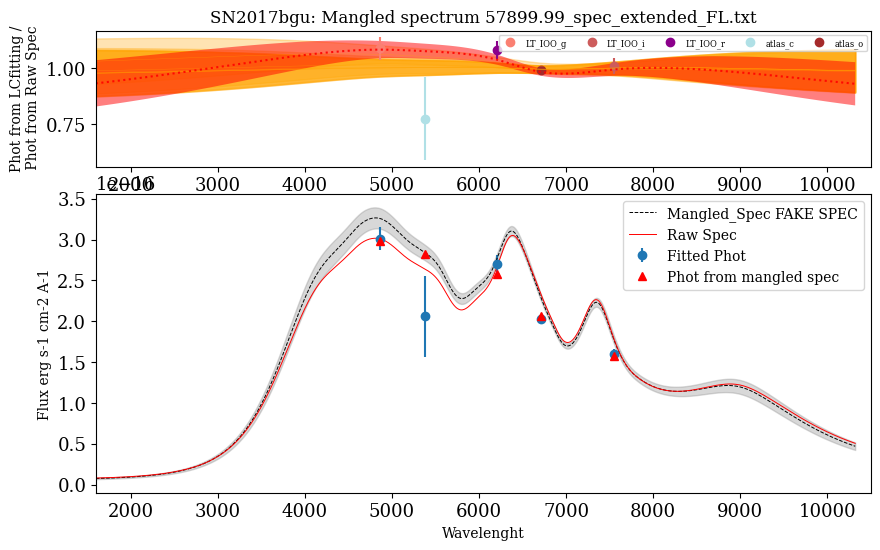 SN2017bgu: Mangled spectrum 57899.99_spec_extended_FL.txt
Phot from LCfitting /
Phot from Raw Spec
1.00
0.75
LT_IOO_g
LT_IOO_i
LT_IOO_r
atlas_c
atlas_o
2000 3000 4000 5000 6000 7000 8000 9000 10000
1e−16
Flux erg s-1 cm-2 A-1
3.5
3.0
2.5
2.0
1.5
1.0
0.5
0.0
Mangled_Spec FAKE SPEC
Raw Spec
Fitted Phot
Phot from mangled spec
2000 3000 4000 5000 6000 7000 8000 9000 10000
Wavelenght